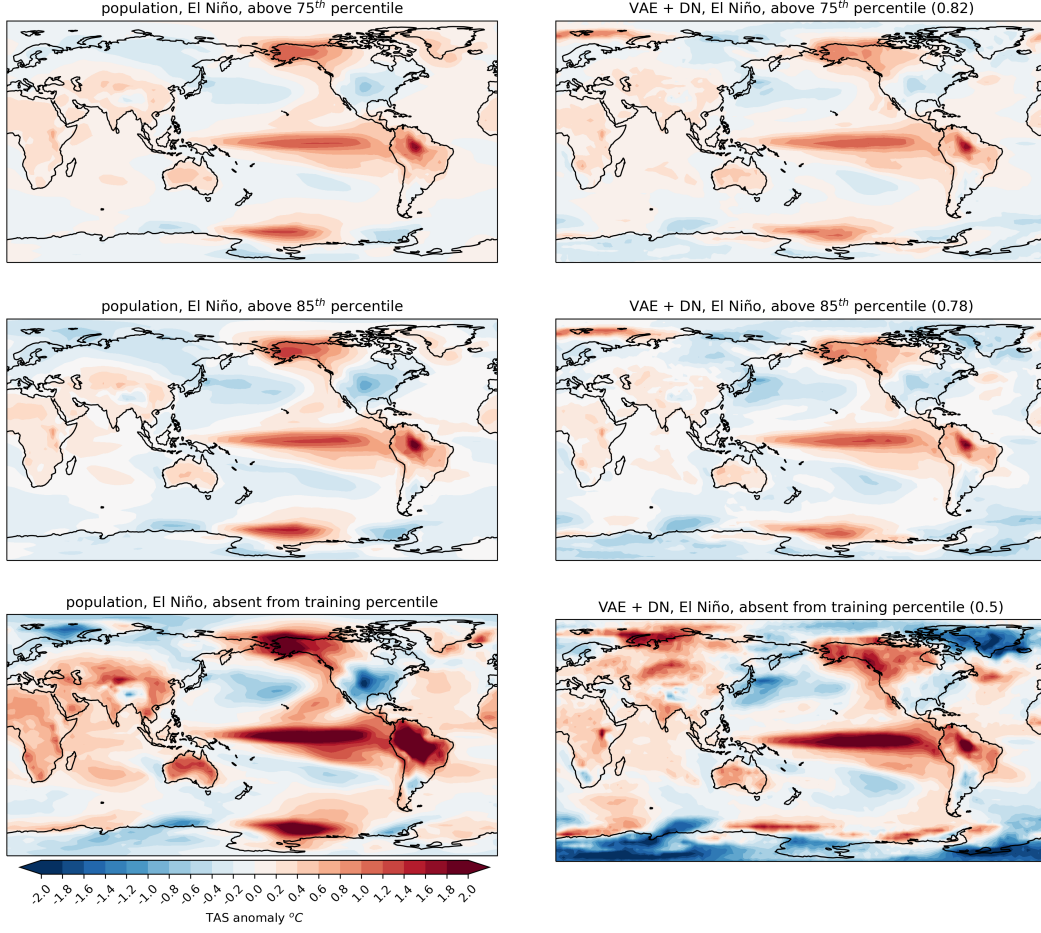 population, El Niño, above 75th percentile
VAE + DN, El Niño, above 75th percentile (0.82)
population, El Niño, above 85th percentile
VAE + DN, El Niño, above 85th percentile (0.78)
population, El Niño, absent from training percentile
VAE + DN, El Niño, absent from training percentile (0.5)
-2.0 -1.8 -1.6 -1.4 -1.2 -1.0 -0.8 -0.6 -0.4 -0.2 0.0 0.2 0.4 0.6 0.8 1.0 1.2 1.4 1.6 1.8 2.0
TAS anomaly °C